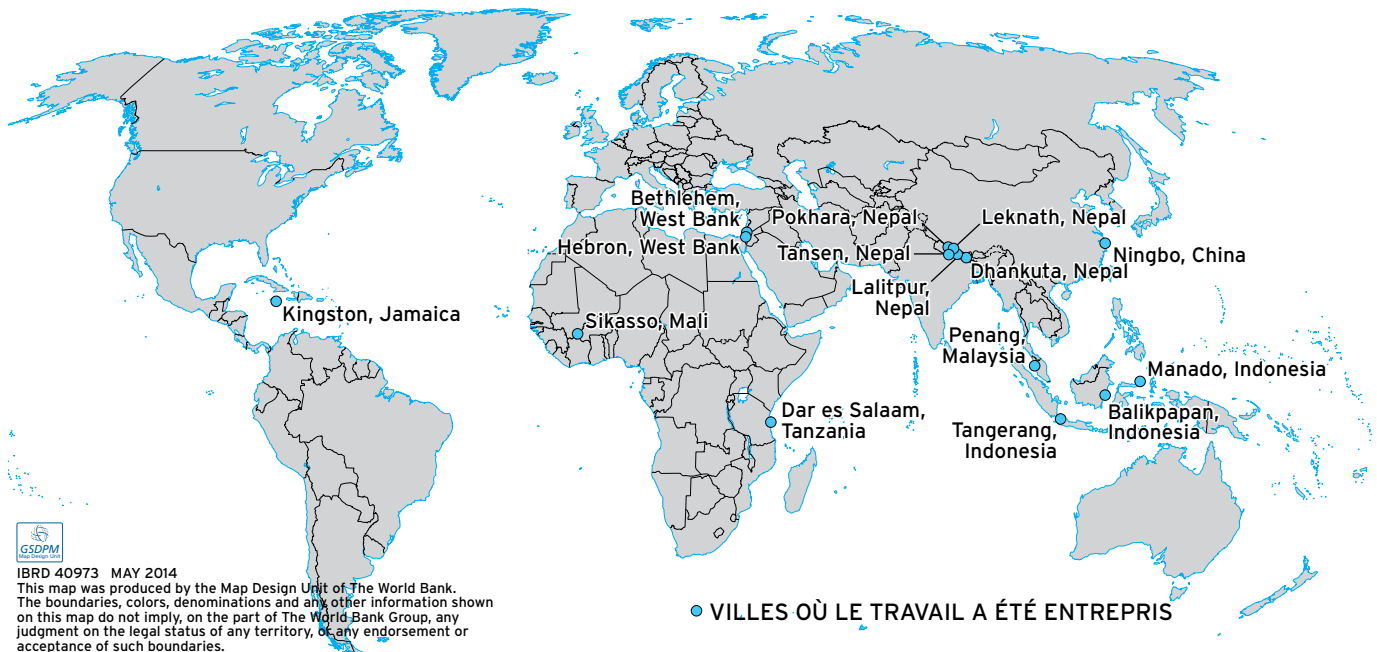 Bethlehem,
West Bank
Pokhara, Nepal
Leknath, Nepal
Hebron, West Bank
Tansen, Nepal
Ningbo, China
Dhankuta, Nepal
Lalitpur,
Nepal
Kingston, Jamaica
Sikasso, Mali
Penang,
Malaysia
Manado, Indonesia
Dar es Salaam,
Tanzania
Balikpapan,
Indonesia
Tangerang,
Indonesia
GSDPM
Map Design Unit
IBRD 40973 MAY 2014
This map was produced by the Map Design Unit of The World Bank.
The boundaries, colors, denominations and any other information shown
on this map do not imply, on the part of The World Bank Group, any
judgment on the legal status of any territory, or any endorsement or
acceptance of such boundaries.
VILLES OÙ LE TRAVAIL A ÉTÉ ENTREPRIS